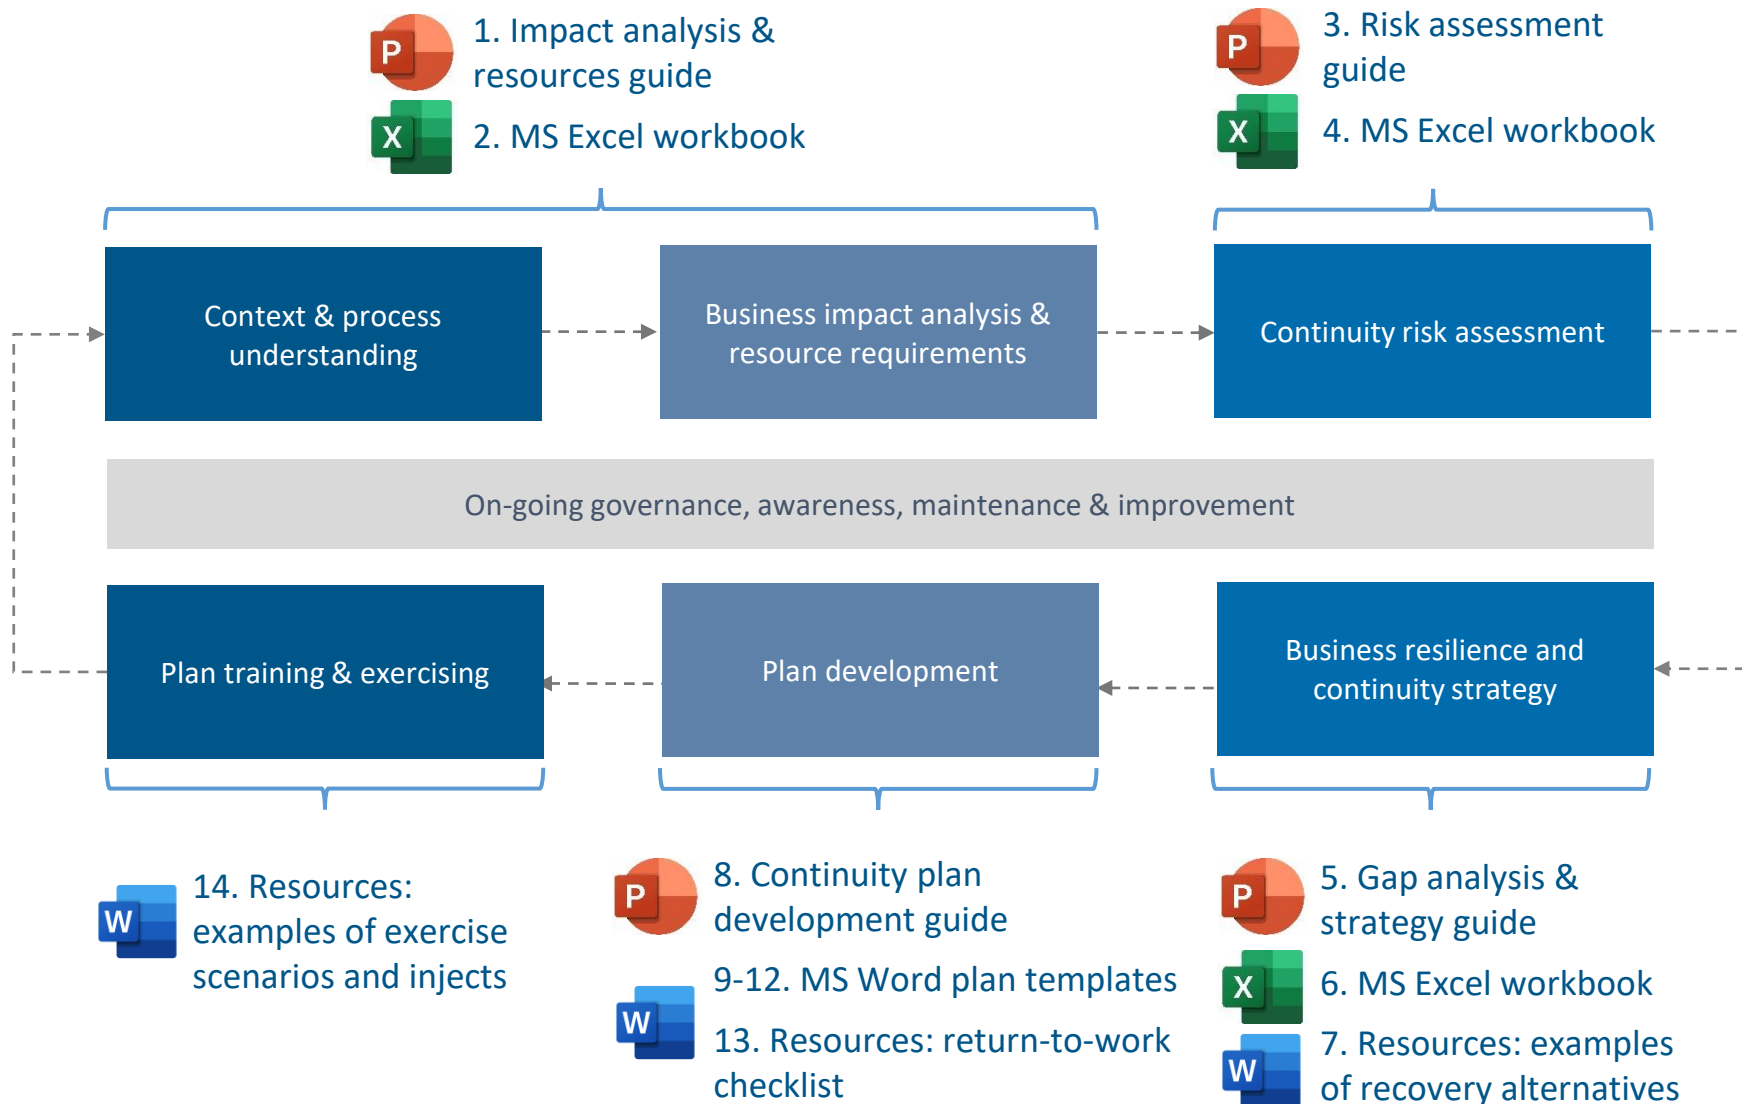 P
1. Impact analysis &
resources guide
X
2. MS Excel workbook
P
3. Risk assessment
guide
X
4. MS Excel workbook
Context & process
understanding
Business impact analysis &
resource requirements
Continuity risk assessment
On-going governance, awareness, maintenance & improvement
Plan training & exercising
Plan development
Business resilience and
continuity strategy
W
14. Resources:
examples of exercise
scenarios and injects
P
8. Continuity plan
development guide
W
9-12. MS Word plan templates
13. Resources: return-to-work
checklist
P
5. Gap analysis &
strategy guide
X
6. MS Excel workbook
W
7. Resources: examples
of recovery alternatives